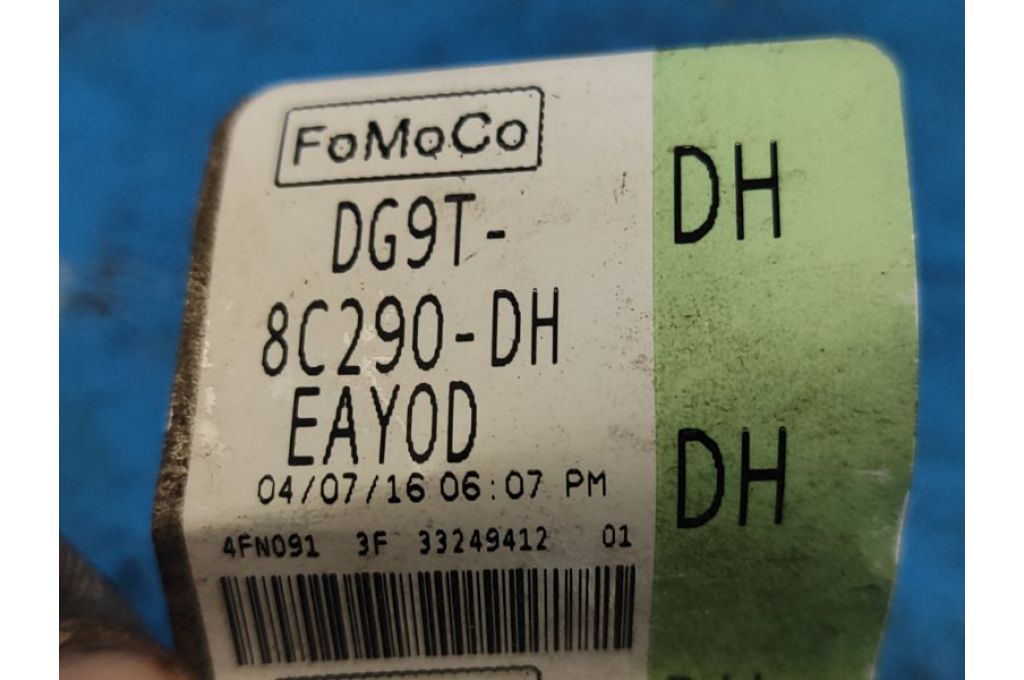 FoMoCo
DG9T-
8C290-DH
EAYOD
04/07/16 06:07 PM
4FN091 3F 33249412 01
DH
DH